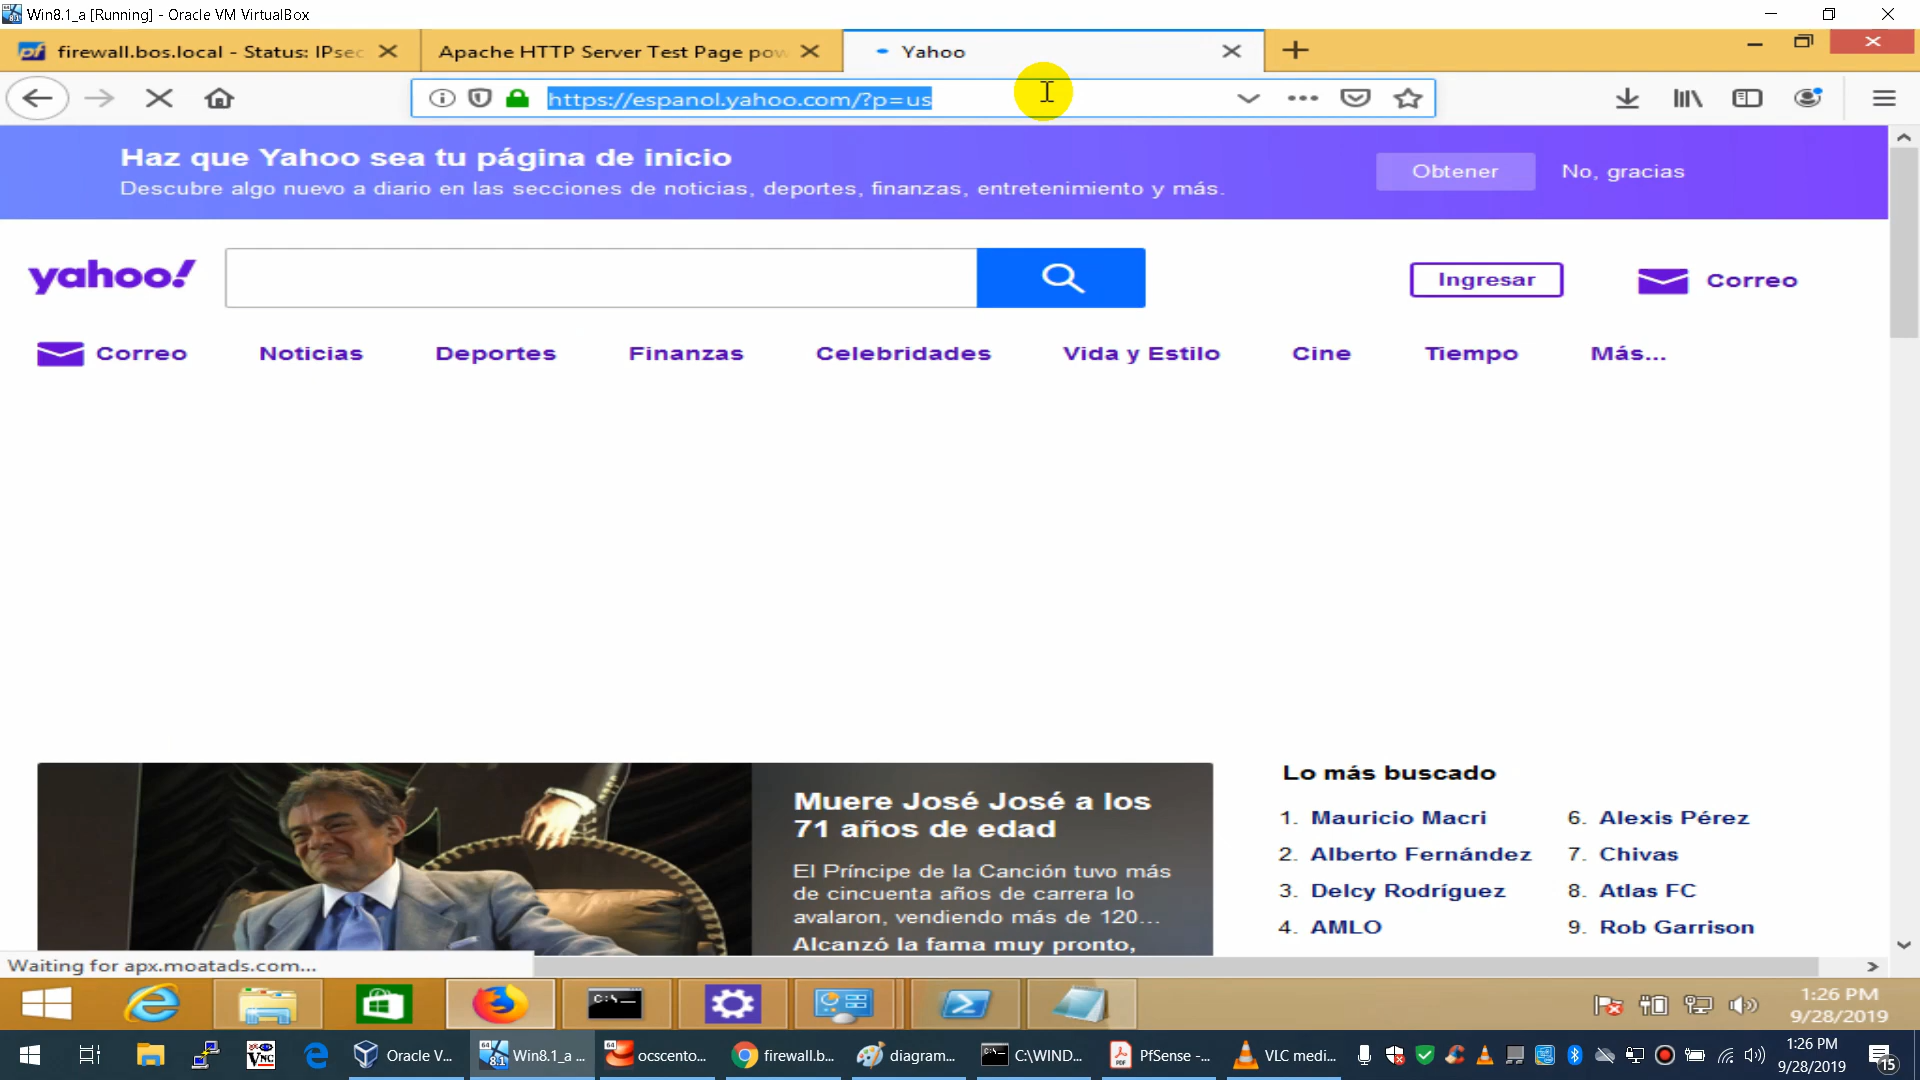 Win8.1_a [Running] - Oracle VM VirtualBox
firewall.bos.local - Status: IPsec
Apache HTTP Server Test Page pow
Yahoo
https://espanol.yahoo.com/?p=us
Haz que Yahoo sea tu página de inicio
Descubre algo nuevo a diario en las secciones de noticias, deportes, finanzas, entretenimiento y más.
Obtener
No, gracias
yahoo!
Ingresar
Correo
Correo
Noticias
Deportes
Finanzas
Celebridades
Vida y Estilo
Cine
Tiempo
Más...
Muere José José a los
71 años de edad
El Príncipe de la Canción tuvo más
de cincuenta años de carrera lo
avalaron, vendiendo más de 120...
Alcanzó la fama muy pronto,
Lo más buscado
1. Mauricio Macri
2. Alberto Fernández
3. Delcy Rodríguez
4. AMLO
6. Alexis Pérez
7. Chivas
8. Atlas FC
9. Rob Garrison
Waiting for apx.moatads.com...
1:26 PM
9/28/2019
Oracle V...
Win8.1_a ...
ocscento...
firewall.b...
diagram...
C:\WIND...
PfSense -...
VLC medi...
1:26 PM
9/28/2019
15